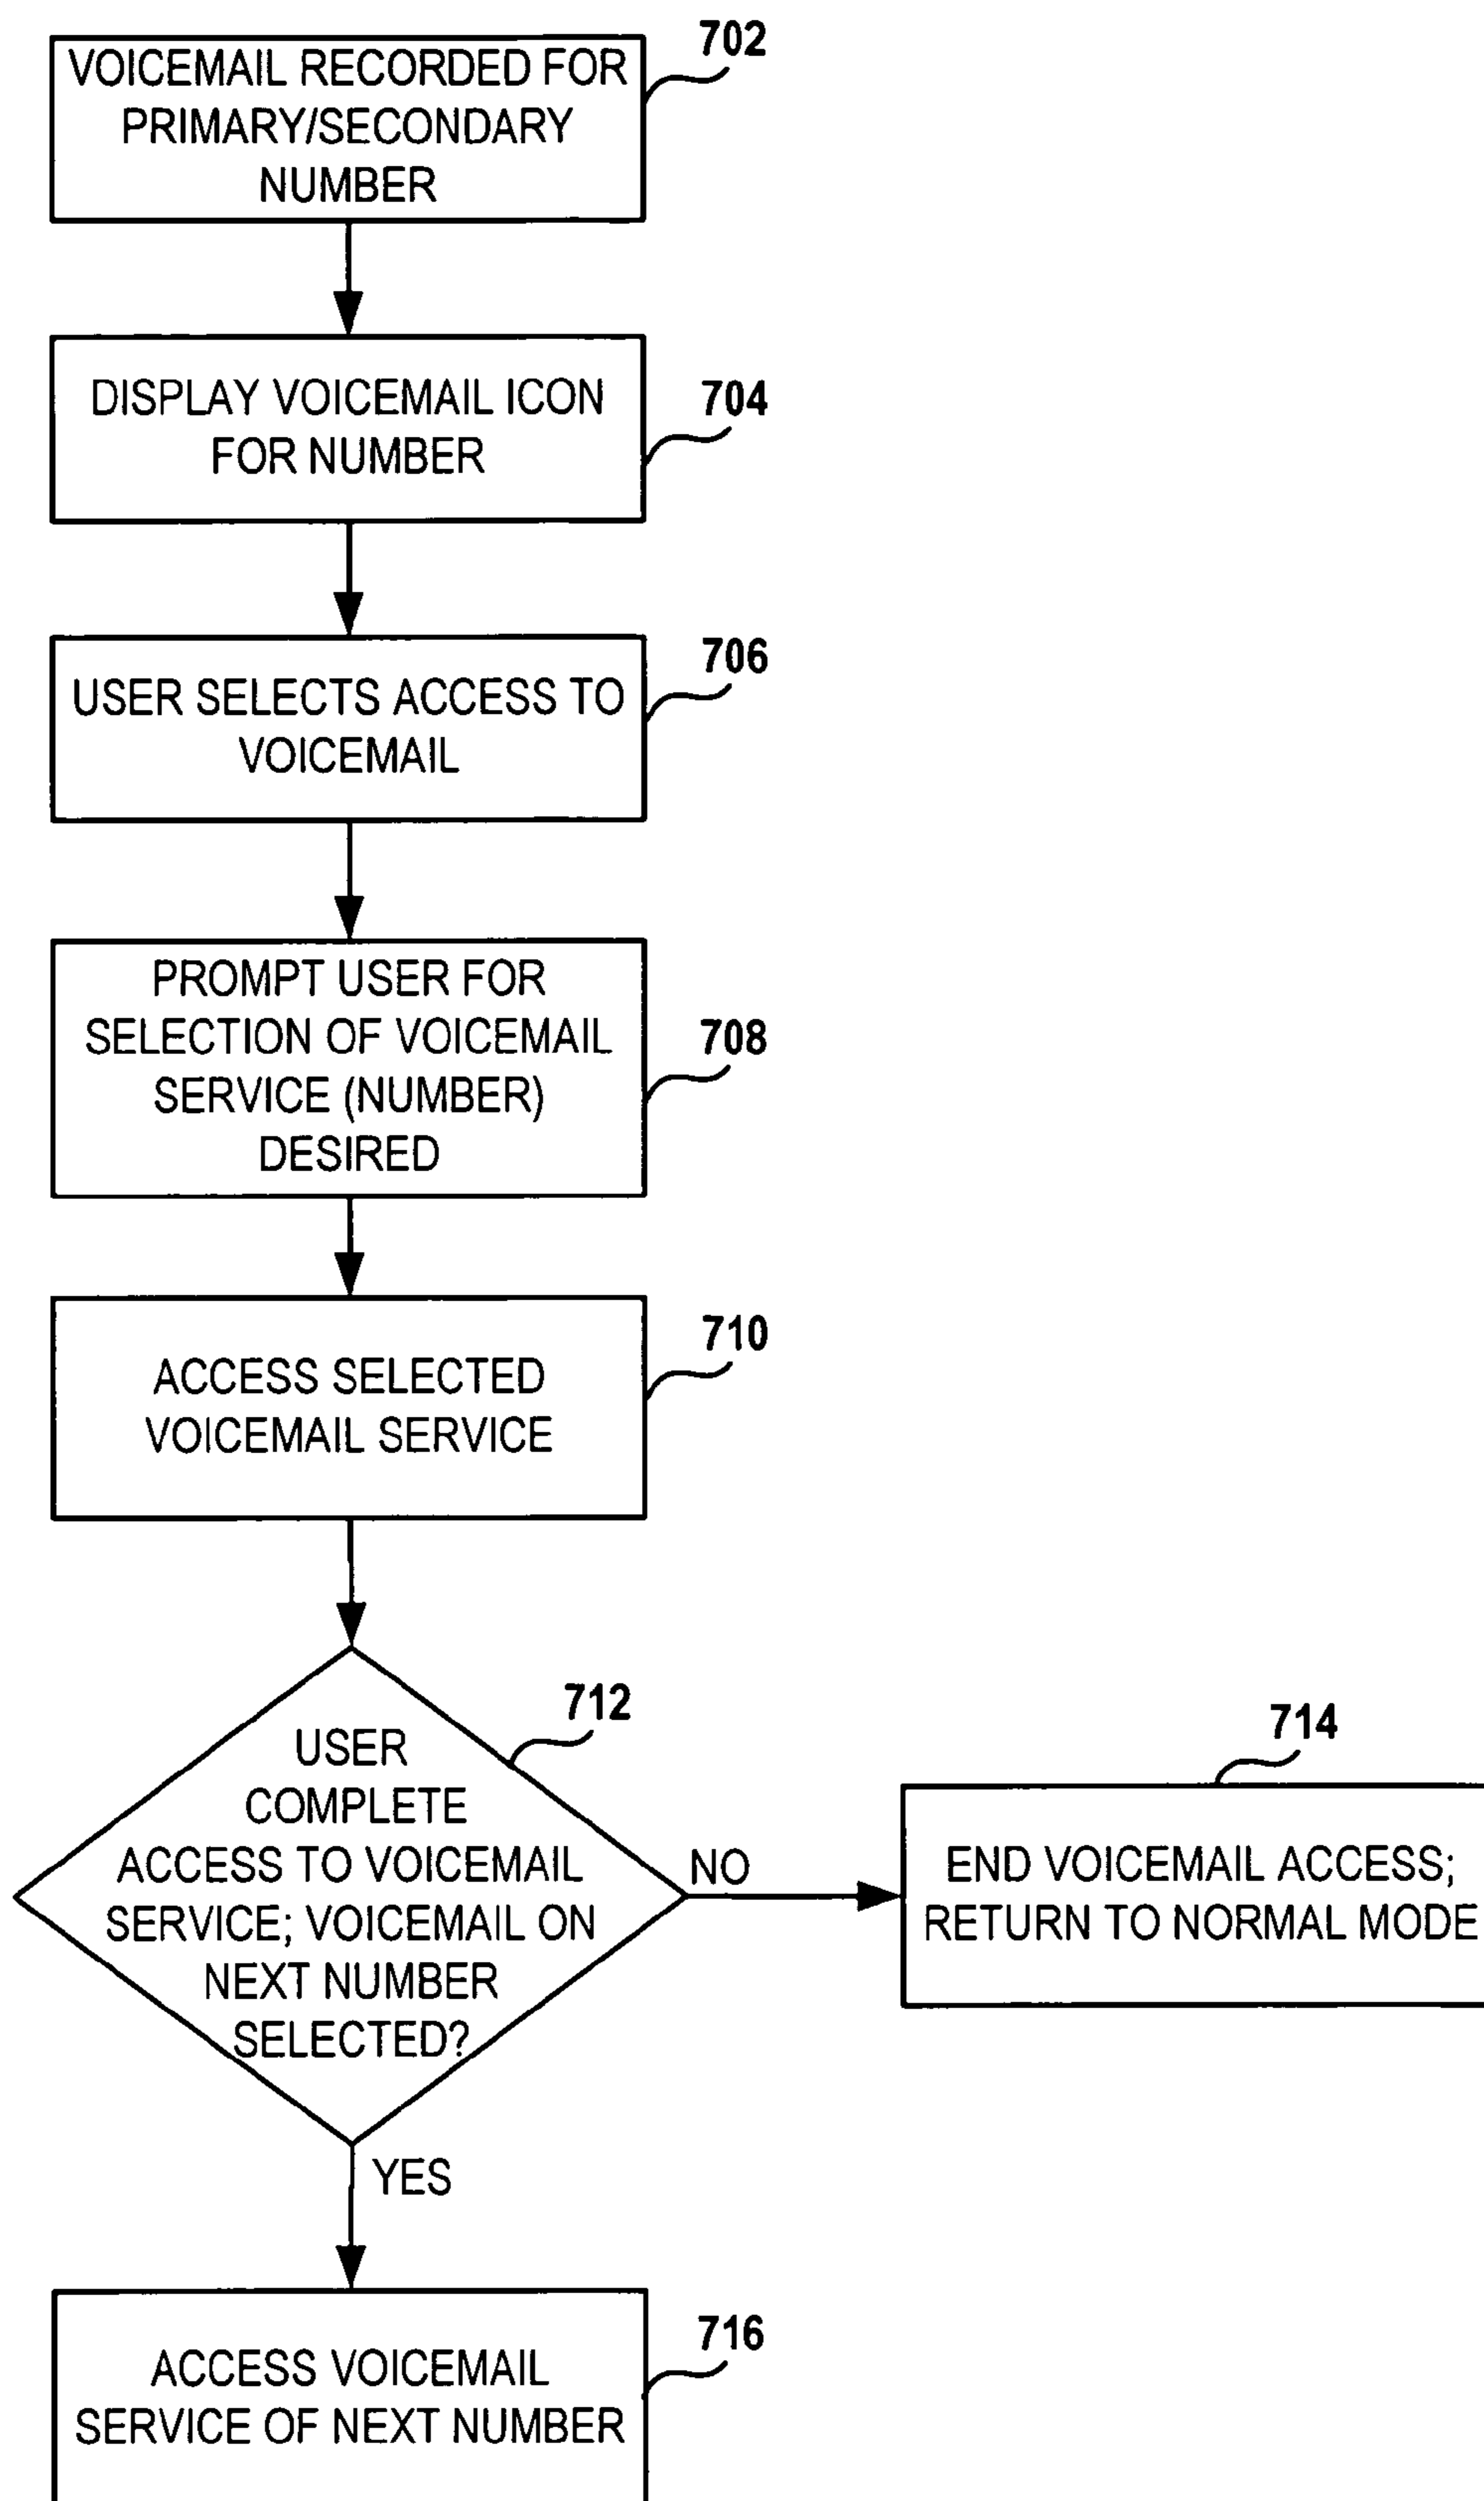 702
VOICEMAIL RECORDED FOR
PRIMARY/SECONDARY
NUMBER
704
DISPLAY VOICEMAIL ICON
FOR NUMBER
706
USER SELECTS ACCESS TO
VOICEMAIL
708
PROMPT USER FOR
SELECTION OF VOICEMAIL
SERVICE (NUMBER)
DESIRED
710
ACCESS SELECTED
VOICEMAIL SERVICE
712
USER
COMPLETE
ACCESS TO VOICEMAIL
SERVICE; VOICEMAIL ON
NEXT NUMBER
SELECTED?
NO
714
END VOICEMAIL ACCESS;
RETURN TO NORMAL MODE
YES
716
ACCESS VOICEMAIL
SERVICE OF NEXT NUMBER